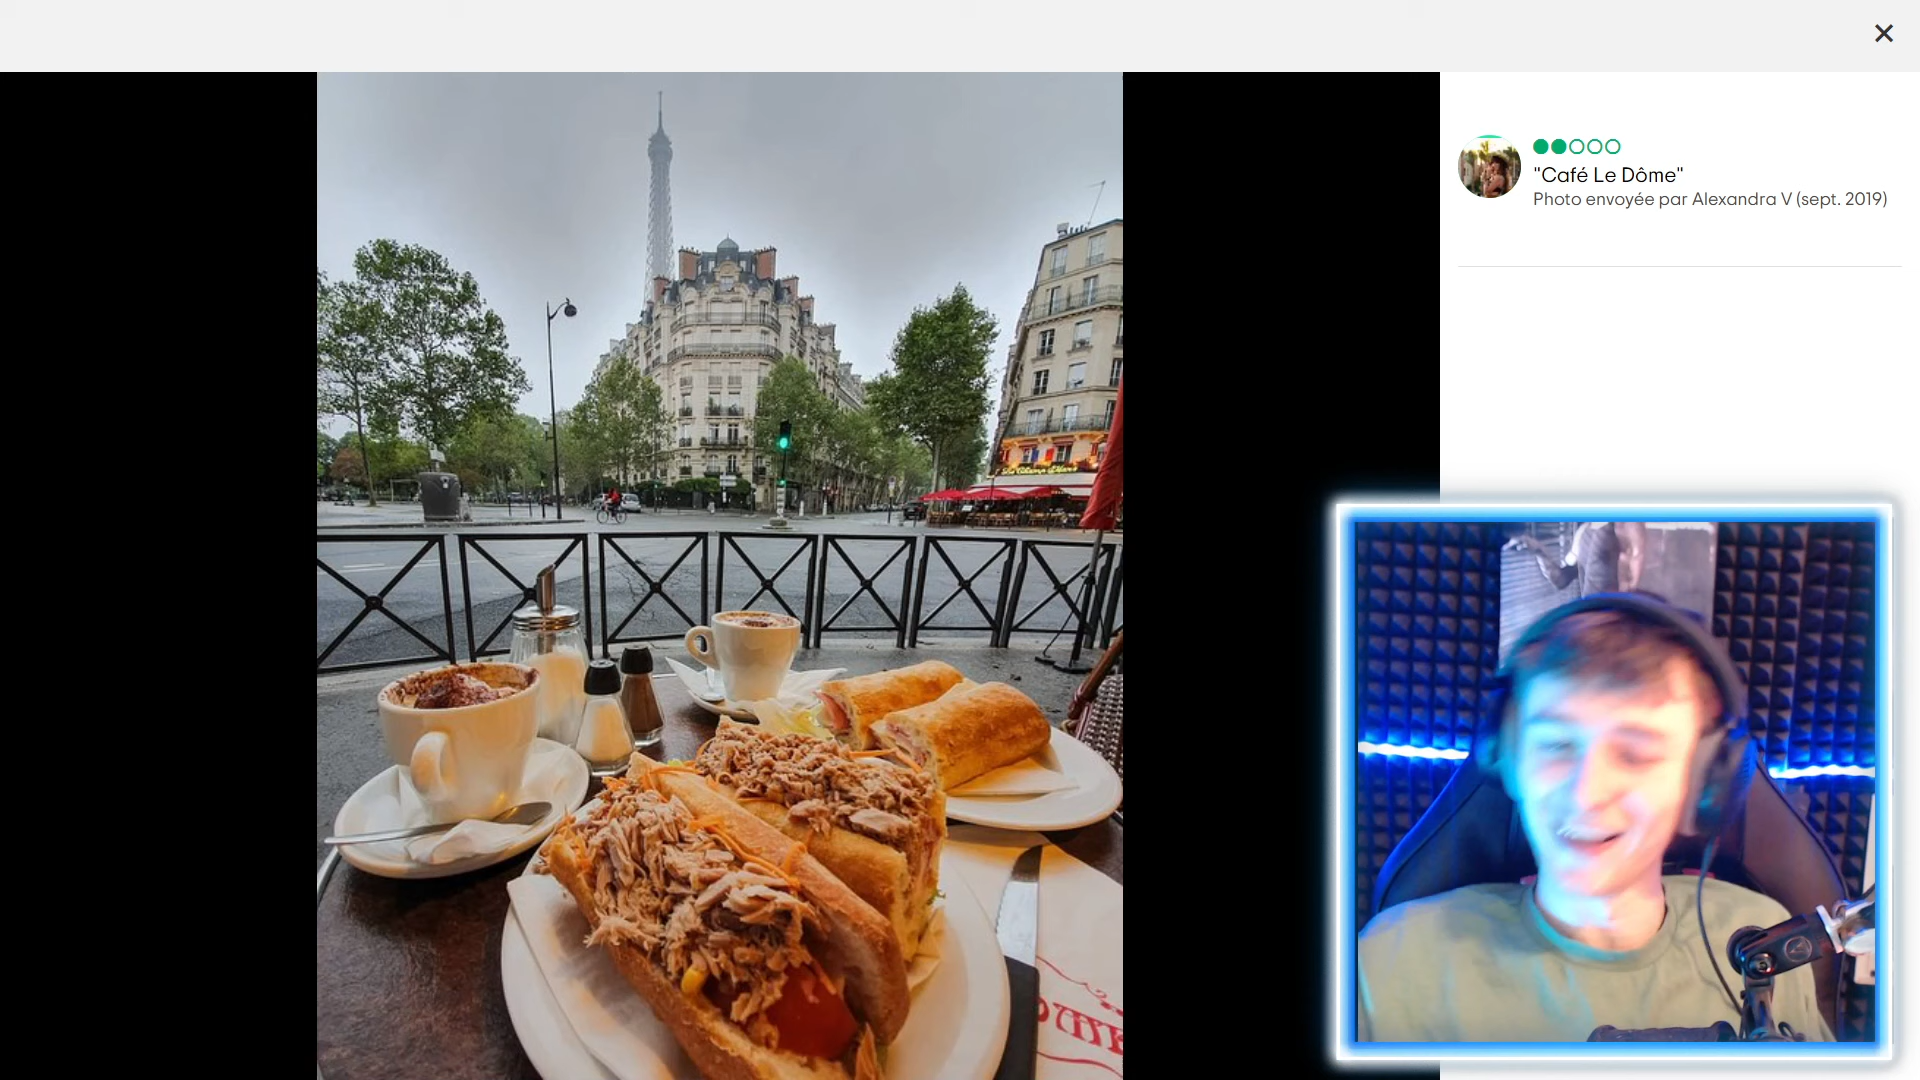 "Café Le Dôme"
Photo envoyée par Alexandra V (sept. 2019)